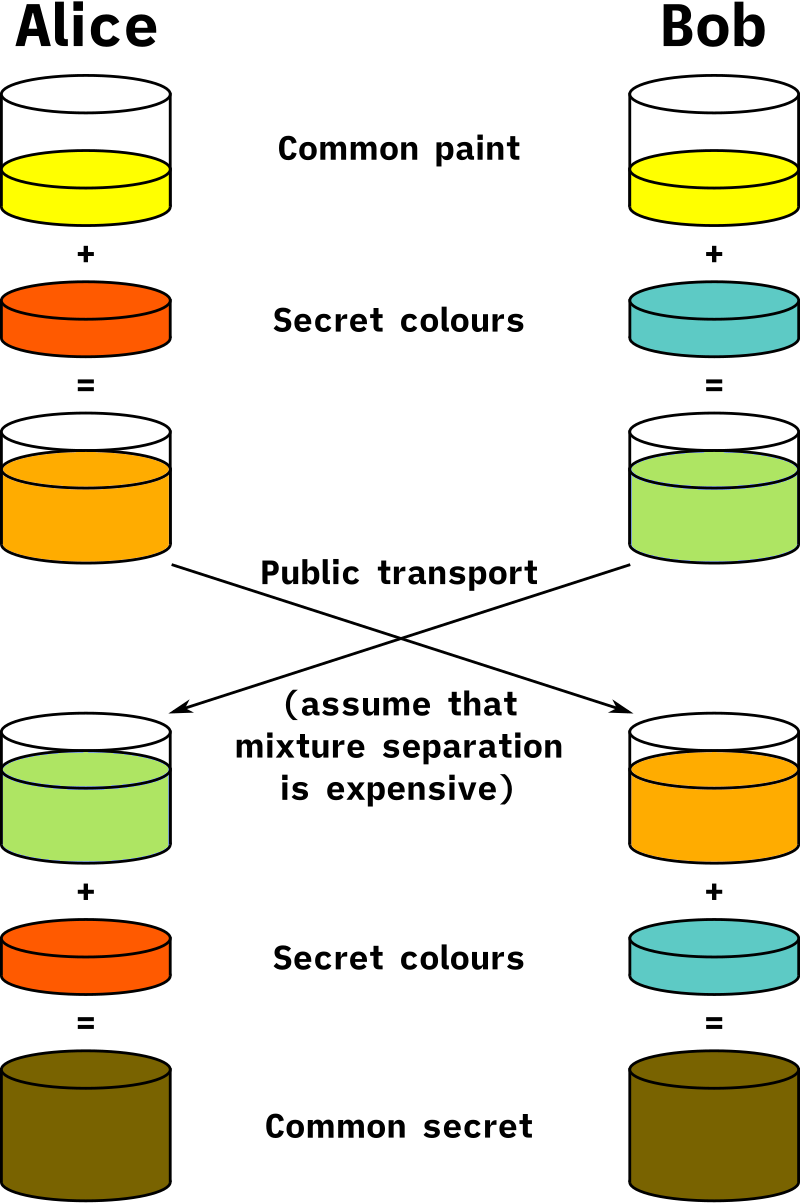 Alice Bob
Common paint
+ +
Secret colours
= =
Public transport
(assume that
mixture separation
is expensive)
+ +
Secret colours
= =
Common secret